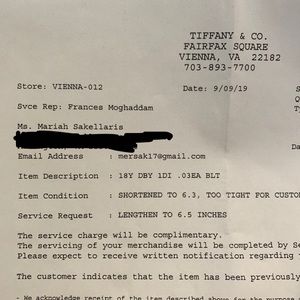 TIFFANY & CO.
FAIRFAX SQUARE
VIENNA, VA 22182
703-893-7700
Store: VIENNA-012 Date: 9/09/19 S
Svce Rep: Frances Moghaddam
Ms. Mariah Sakellaris
Email Address : mersak17@gmail.com
Item Description : 18Y DBY 1DI .03EA BLT
Item Condition : SHORTENED TO 6.3, TOO TIGHT FOR CUSTO
Service Request : LENGTHEN TO 6.5 INCHES
The service charge will be complimentary.
The servicing of your merchandise will be completed by Se
Please expect to receive written notification regarding
The customer indicates that the item has been previously
- We acknowledge receipt of the item described above for the purpose